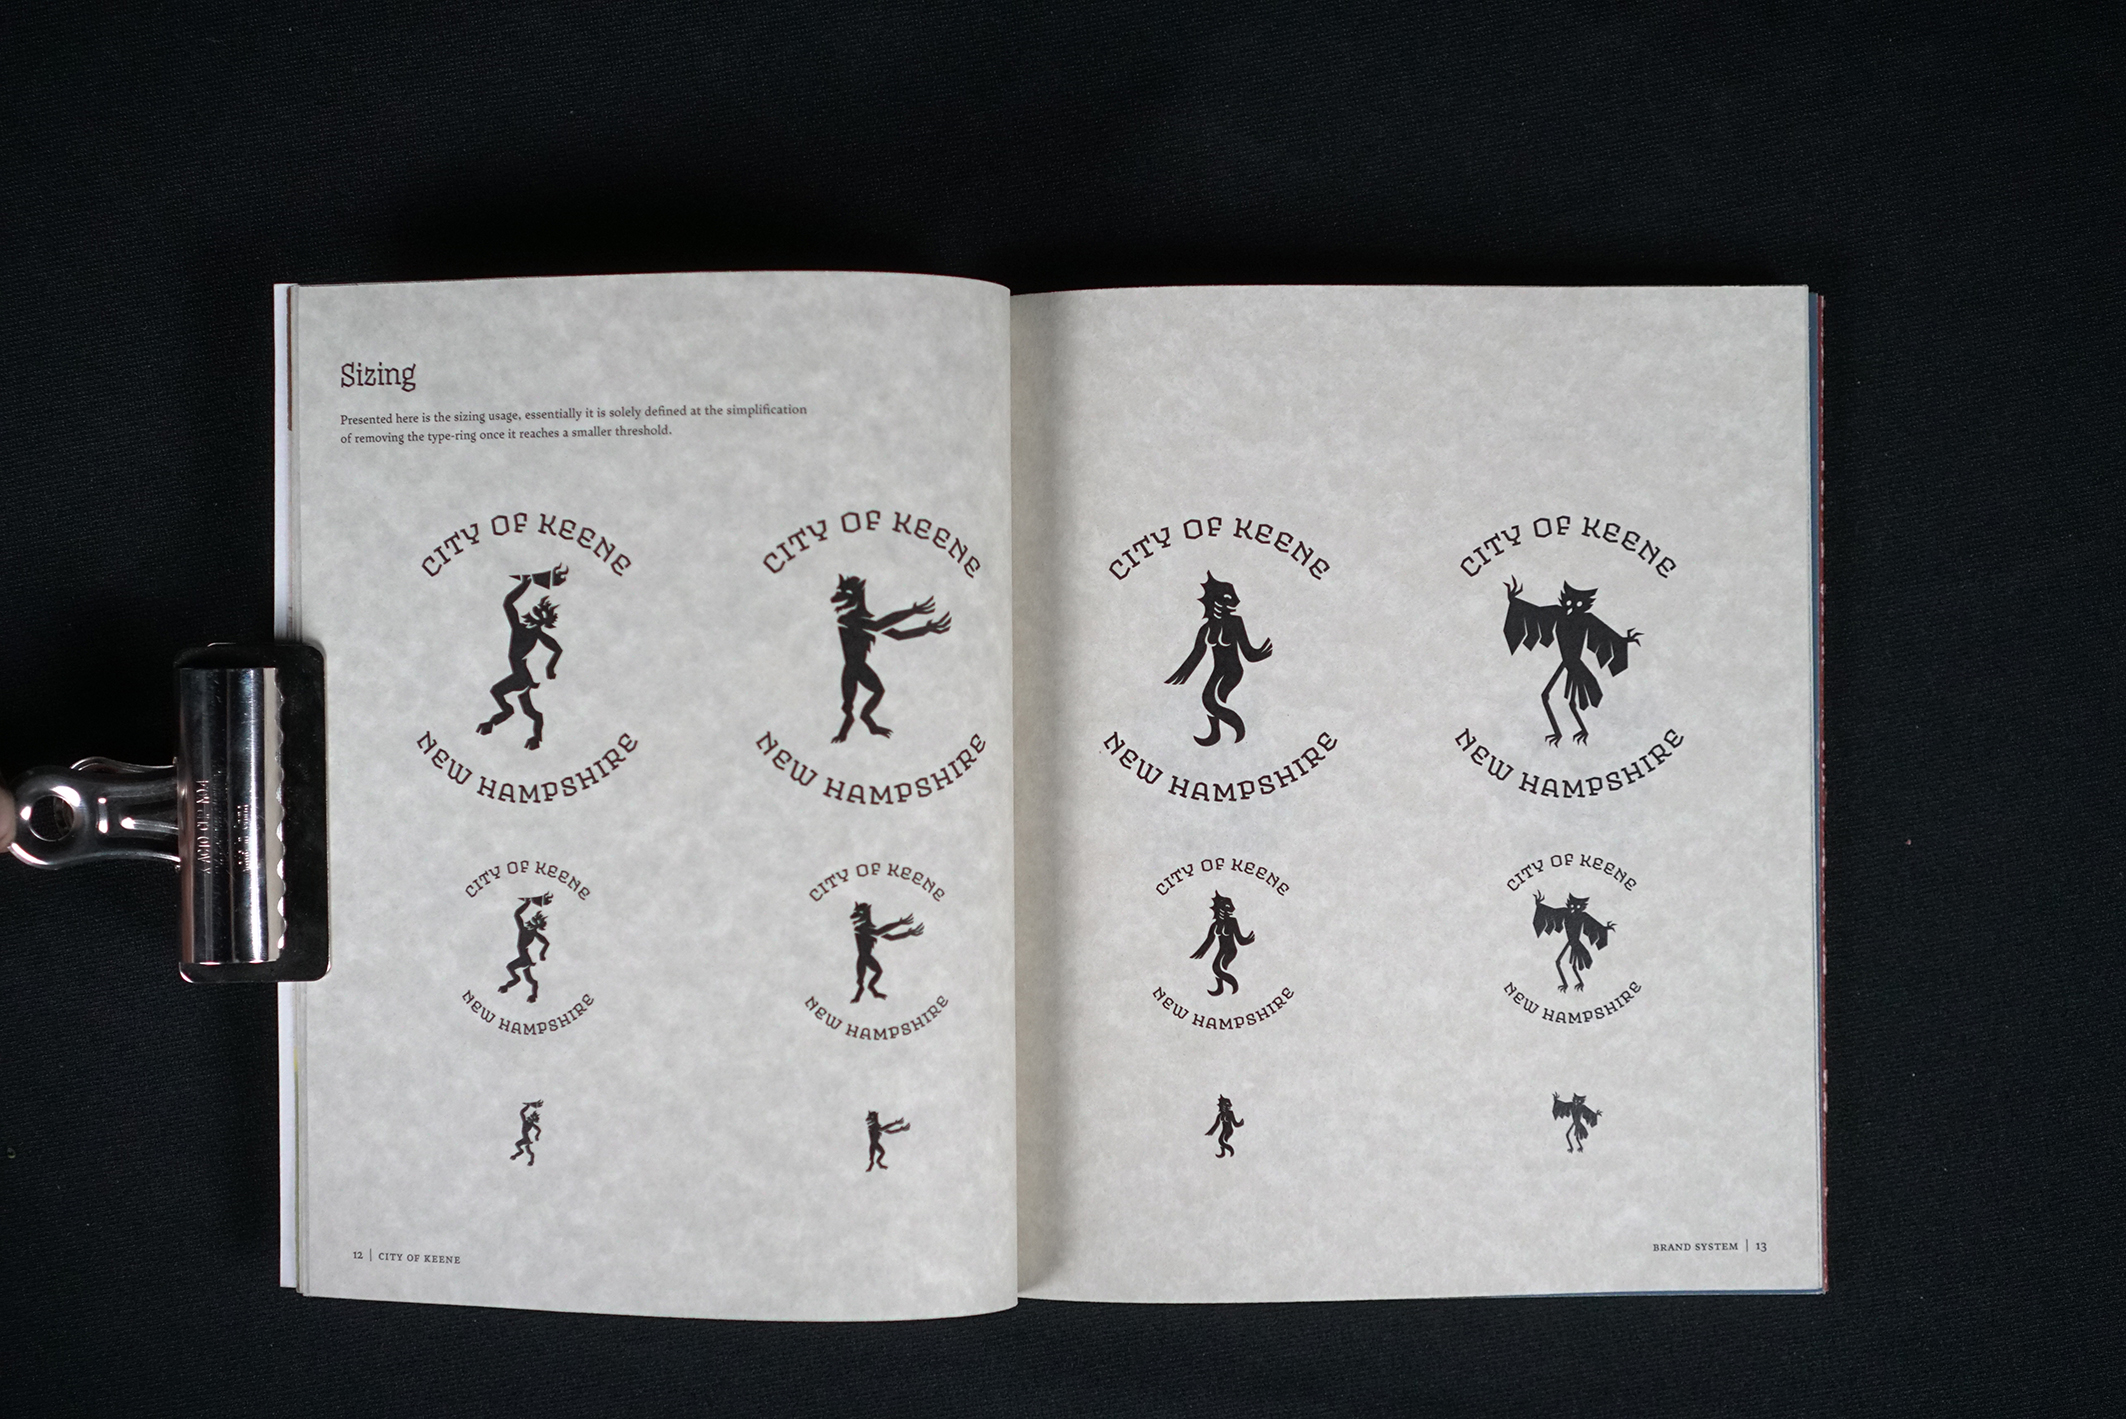 Sizing
Presented here is the sizing usage, essentially it is solely defined at the simplification
of removing the type-ring once it reaches a smaller threshold.
CITY OF KEENE
NEW HAMPSHIRE
CITY OF KEENE
NEW HAMPSHIRE
CITY OF KEENE
NEW HAMPSHIRE
CITY OF KEENE
NEW HAMPSHIRE
12 | CITY OF KEENE
CITY OF KEENE
NEW HAMPSHIRE
CITY OF KEENE
NEW HAMPSHIRE
CITY OF KEENE
NEW HAMPSHIRE
CITY OF KEENE
NEW HAMPSHIRE
BRAND SYSTEM | 13